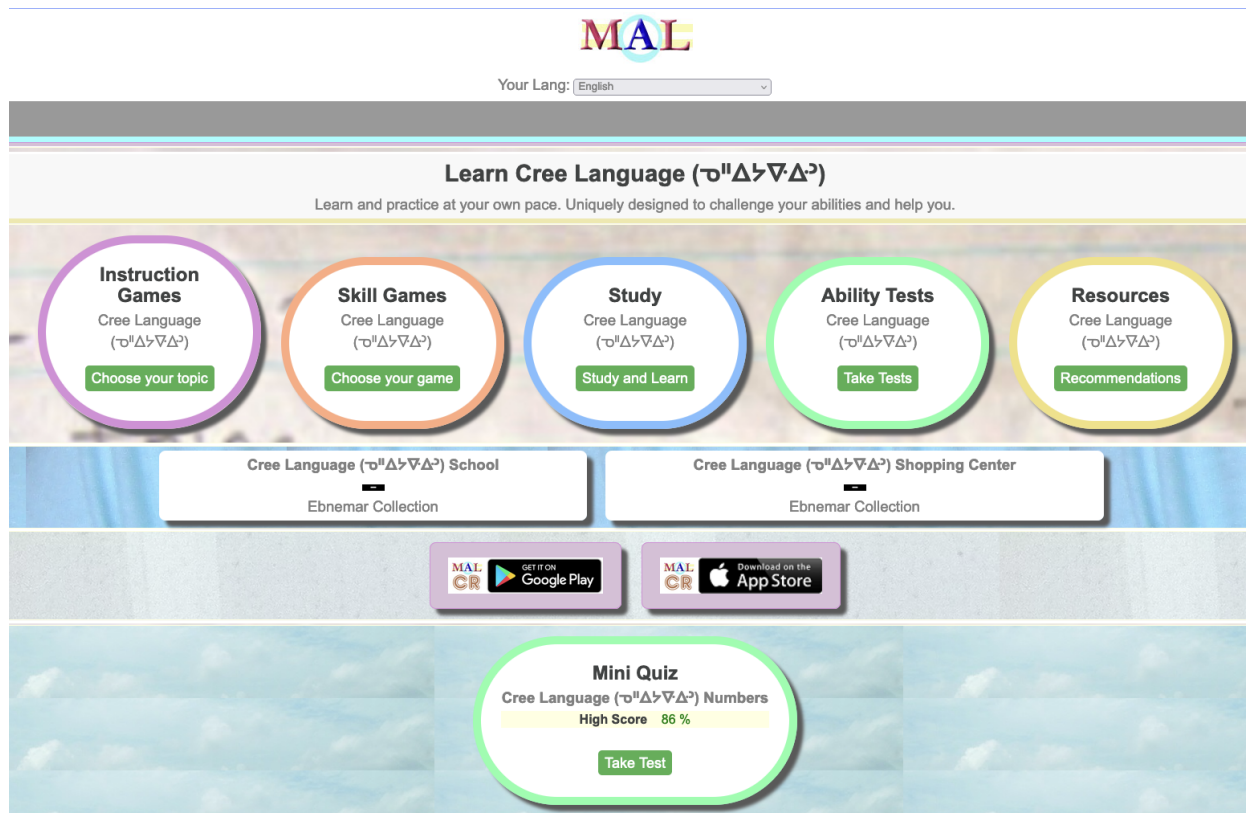 MAL
Your Lang: English
Learn Cree Language (ᓀᐦᐃᔭᐍᐏᐣ)
Learn and practice at your own pace. Uniquely designed to challenge your abilities and help you.
Instruction
Games
Cree Language
(ᓀᐦᐃᔭᐍᐏᐣ)
Choose your topic
Skill Games
Cree Language
(ᓀᐦᐃᔭᐍᐏᐣ)
Choose your game
Study
Cree Language
(ᓀᐦᐃᔭᐍᐏᐣ)
Study and Learn
Ability Tests
Cree Language
(ᓀᐦᐃᔭᐍᐏᐣ)
Take Tests
Resources
Cree Language
(ᓀᐦᐃᔭᐍᐏᐣ)
Recommendations
Cree Language (ᓀᐦᐃᔭᐍᐏᐣ) School
Ebnemar Collection
Cree Language (ᓀᐦᐃᔭᐍᐏᐣ) Shopping Center
Ebnemar Collection
MAL
CR
GET IT ON
Google Play
MAL
CR
Download on the
App Store
Mini Quiz
Cree Language (ᓀᐦᐃᔭᐍᐏᐣ) Numbers
High Score 86 %
Take Test